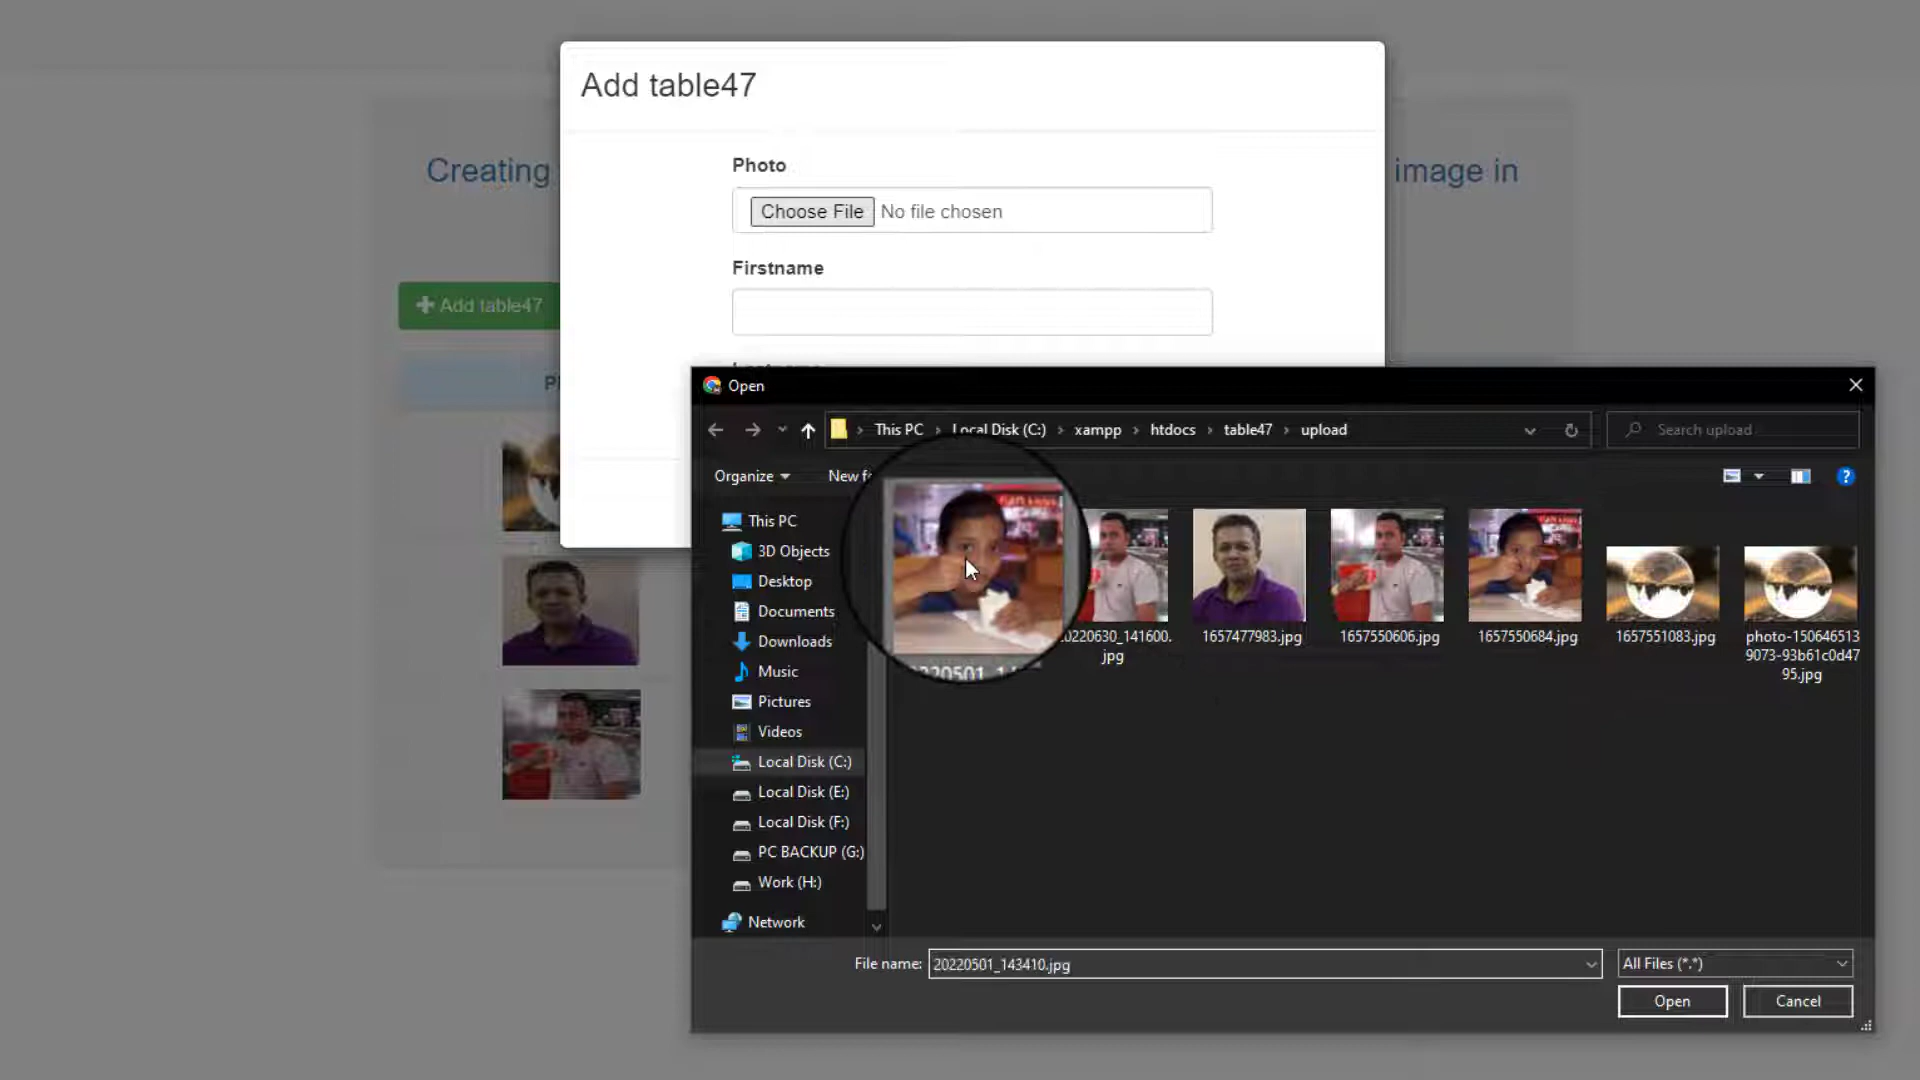 Add table47
Photo
Creating
image in
Choose File No file chosen
Firstname
Add table47
Open
This PC
Local Disk (C:)
xampp
htdocs
table47
upload
Search upload
Organize
New f
This PC
3D Objects
Desktop
Documents
Downloads
Music
Pictures
Videos
Local Disk (C:)
Local Disk (E:)
Local Disk (F:)
PC BACKUP (G:)
Work (H:)
Network
20220630_141600.
jpg
1657477983.jpg
1657550606.jpg
1657550684.jpg
1657551083.jpg
photo-150646513
9073-93b61c0d47
95.jpg
File name:
20220501_143410.jpg
All Files (*.*)
Open
Cancel